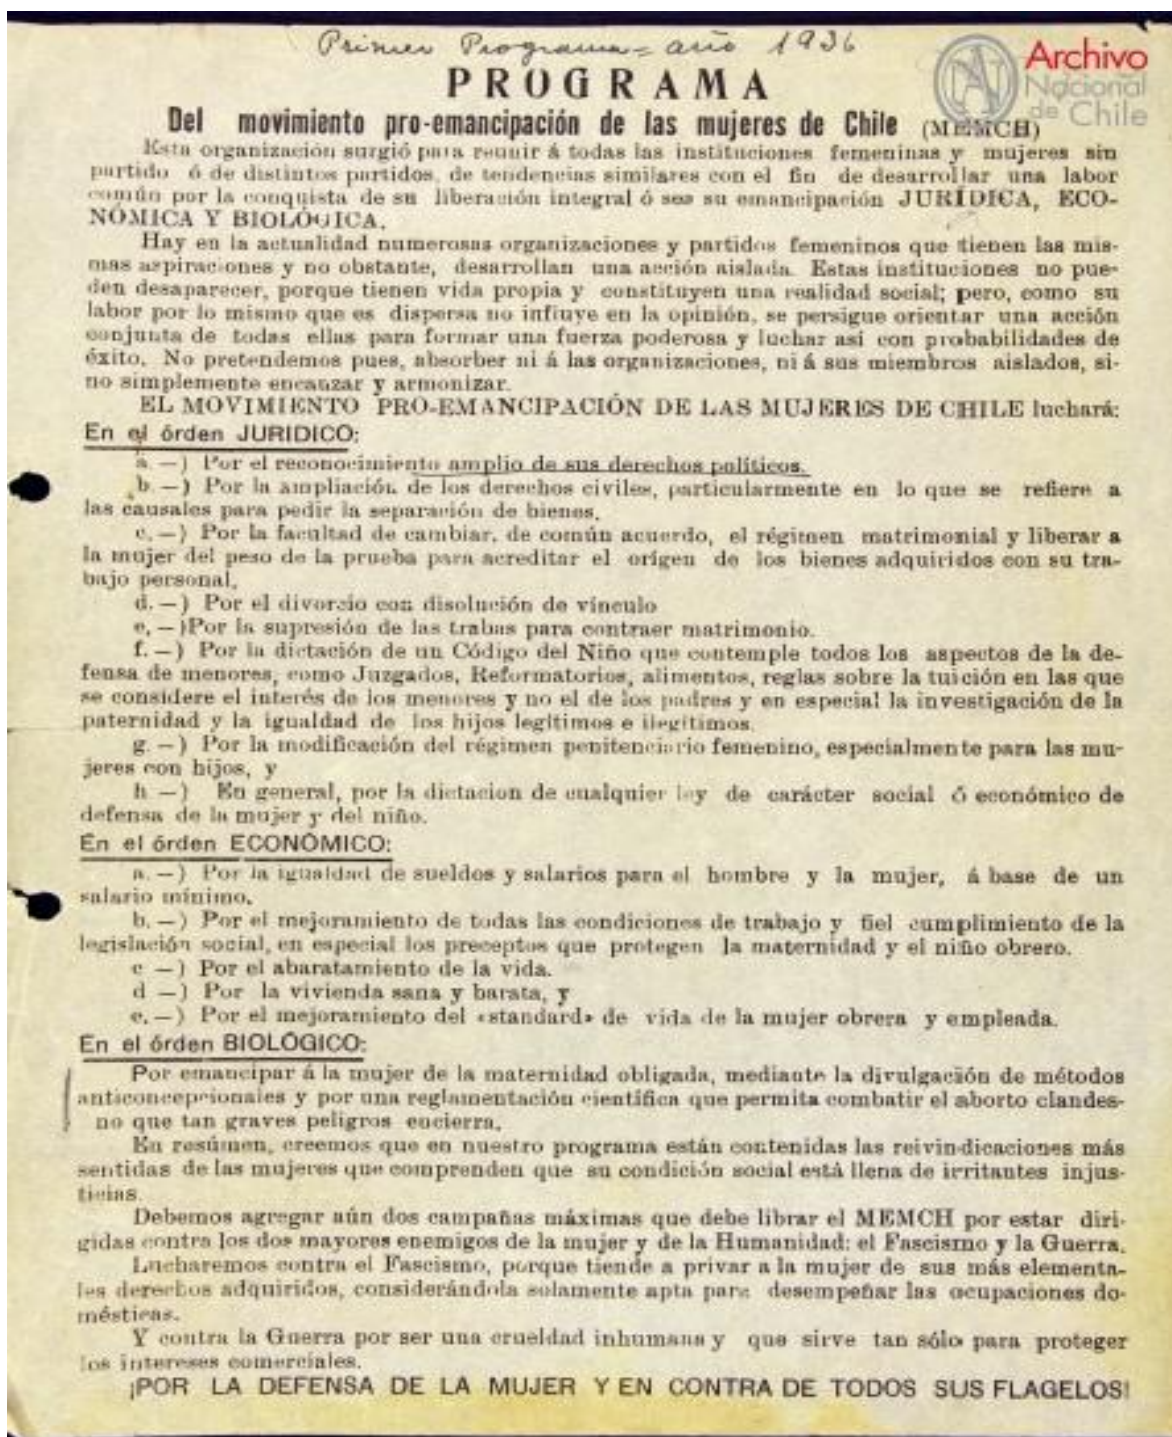 Primer Programa - año 1936
Archivo
Nacional
de Chile
PROGRAMA
Del movimiento pro-emancipación de las mujeres de Chile (MEMCH)
Esta organización surgió para reunir á todas las instituciones femeninas y mujeres sin
partido ó de distintos partidos, de tendencias similares con el fin de desarrollar una labor
común por la conquista de su liberación integral ó sea su emancipación JURÍDICA, ECO-
NÓMICA Y BIOLÓGICA.
Hay en la actualidad numerosas organizaciones y partidos femeninos que tienen las mis-
mas aspiraciones y no obstante, desarrollan una acción aislada. Estas instituciones no pue-
den desaparecer, porque tienen vida propia y constituyen una realidad social; pero, como su
labor por lo mismo que es dispersa no influye en la opinión, se persigue orientar una acción
conjunta de todas ellas para formar una fuerza poderosa y luchar así con probabilidades de
éxito. No pretendemos pues, absorber ni á las organizaciones, ni á sus miembros aislados, si-
no simplemente encauzar y armonizar.
EL MOVIMIENTO PRO-EMANCIPACIÓN DE LAS MUJERES DE CHILE luchará:
En el órden JURIDICO:
a.—) Por el reconocimiento amplio de sus derechos políticos.
b.—) Por la ampliación de los derechos civiles, particularmente en lo que se refiere a
las causales para pedir la separación de bienes.
c.—) Por la facultad de cambiar, de común acuerdo, el régimen matrimonial y liberar a
la mujer del peso de la prueba para acreditar el orígen de los bienes adquiridos con su tra-
bajo personal.
d.—) Por el divorcio con disolución de vínculo
e,—)Por la supresión de las trabas para contraer matrimonio.
f.—) Por la dictación de un Código del Niño que contemple todos los aspectos de la de-
fensa de menores, como Juzgados, Reformatorios, alimentos, reglas sobre la tuición en las que
se considere el interés de los menores y no el de los padres y en especial la investigación de la
paternidad y la igualdad de los hijos legítimos e ilegítimos.
g.—) Por la modificación del régimen penitenciario femenino, especialmente para las mu-
jeres con hijos, y
h —) En general, por la dictacion de cualquier ley de carácter social ó económico de
defensa de la mujer y del niño.
En el órden ECONÓMICO:
a.—) Por la igualdad de sueldos y salarios para el hombre y la mujer, á base de un
salario mínimo.
b.—) Por el mejoramiento de todas las condiciones de trabajo y fiel cumplimiento de la
legislación social, en especial los preceptos que protegen la maternidad y el niño obrero.
c —) Por el abaratamiento de la vida.
d —) Por la vivienda sana y barata, y
e.—) Por el mejoramiento del «standard» de vida de la mujer obrera y empleada.
En el órden BIOLÓGICO:
Por emancipar á la mujer de la maternidad obligada, mediante la divulgación de métodos
anticoncepcionales y por una reglamentación científica que permita combatir el aborto clandes-
no que tan graves peligros encierra.
En resúmen, creemos que en nuestro programa están contenidas las reivindicaciones más
sentidas de las mujeres que comprenden que su condición social está llena de irritantes injus-
ticias.
Debemos agregar aún dos campañas máximas que debe librar el MEMCH por estar diri-
gidas contra los dos mayores enemigos de la mujer y de la Humanidad: el Fascismo y la Guerra.
Lucharemos contra el Fascismo, porque tiende a privar a la mujer de sus más elementa-
les derechos adquiridos, considerándola solamente apta para desempeñar las ocupaciones do-
mésticas.
Y contra la Guerra por ser una crueldad inhumana y que sirve tan sólo para proteger
los intereses comerciales.
¡POR LA DEFENSA DE LA MUJER Y EN CONTRA DE TODOS SUS FLAGELOS!